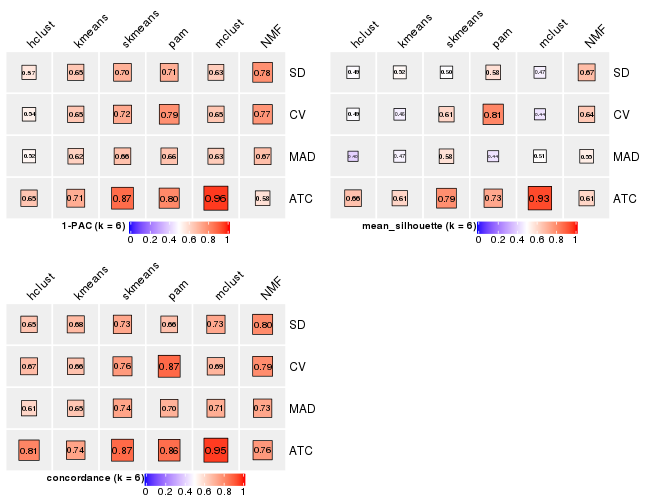 hclust kmeans skmeans pam mclust NMF
0.57 0.65 0.70 0.71 0.63 0.78 SD
0.54 0.65 0.72 0.79 0.65 0.77 CV
0.52 0.62 0.66 0.66 0.63 0.67 MAD
0.65 0.71 0.87 0.80 0.96 0.58 ATC
1-PAC (k = 6)
0 0.2 0.4 0.6 0.8 1
hclust kmeans skmeans pam mclust NMF
0.49 0.52 0.50 0.58 0.47 0.67 SD
0.49 0.46 0.61 0.81 0.44 0.64 CV
0.47 0.58 0.44 0.51 0.55 MAD
0.66 0.61 0.79 0.73 0.93 0.61 ATC
mean_silhouette (k = 6)
0 0.2 0.4 0.6 0.8 1
hclust kmeans skmeans pam mclust NMF
0.65 0.68 0.73 0.66 0.73 0.80 SD
0.67 0.66 0.76 0.87 0.69 0.79 CV
0.61 0.65 0.74 0.70 0.71 0.73 MAD
0.81 0.74 0.87 0.86 0.95 0.76 ATC
concordance (k = 6)
0 0.2 0.4 0.6 0.8 1